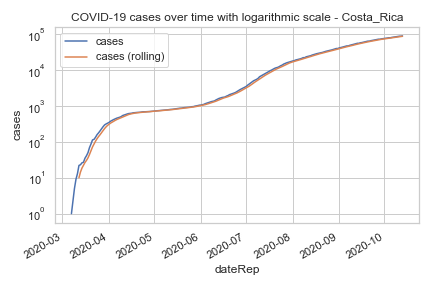 COVID-19 cases over time with logarithmic scale - Costa_Rica
cases
cases (rolling)
10^5
10^4
10^3
10^2
10^1
10^0
cases
2020-03
2020-04
2020-05
2020-06
2020-07
2020-08
2020-09
2020-10
dateRep